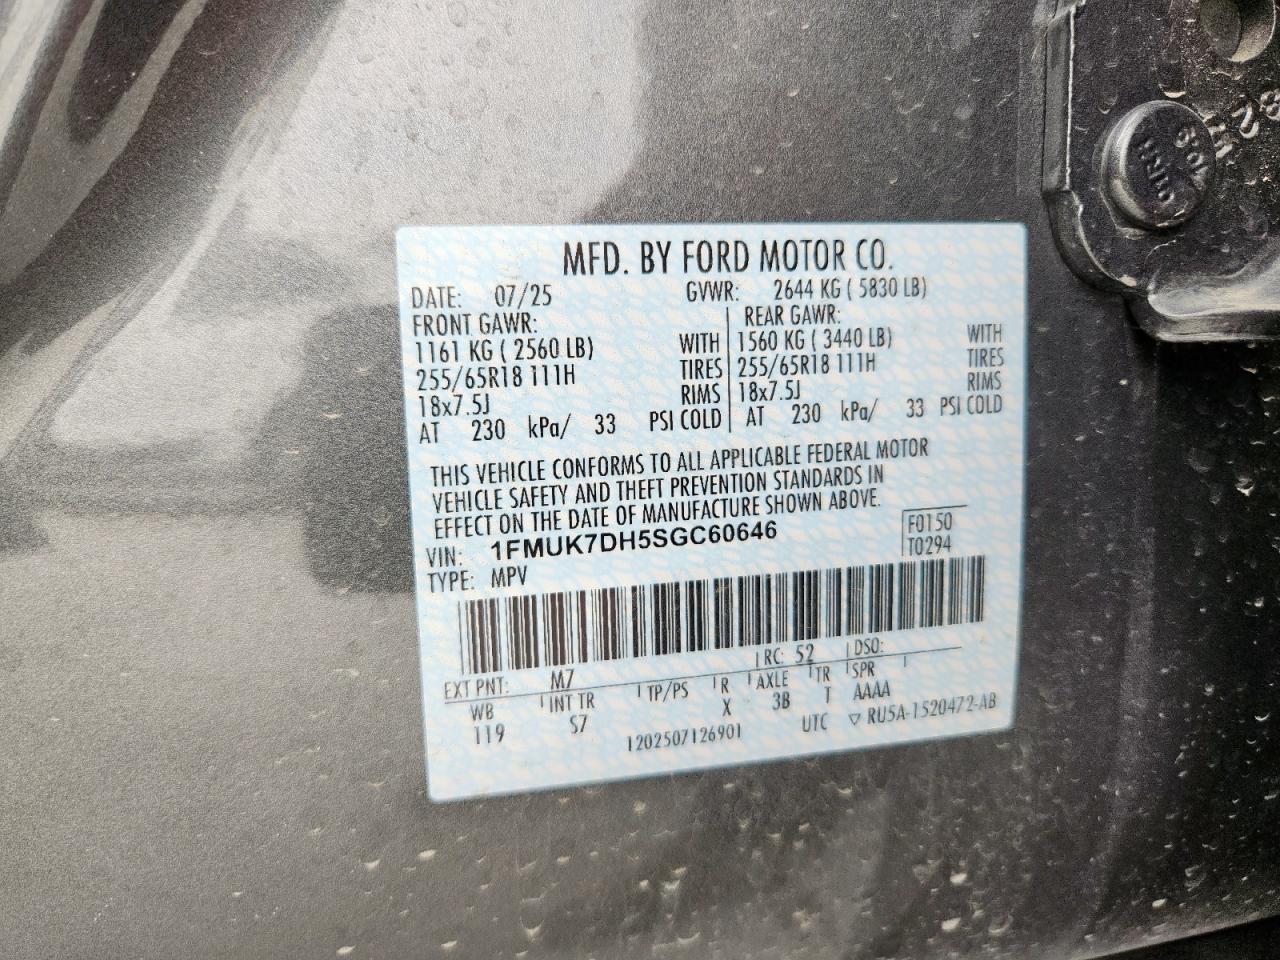 MFD. BY FORD MOTOR CO.
DATE: 07/25 GVWR: 2644 KG ( 5830 LB)
FRONT GAWR: REAR GAWR:
1161 KG ( 2560 LB) WITH 1560 KG ( 3440 LB) WITH
255/65R18 111H TIRES 255/65R18 111H TIRES
18x7.5J RIMS 18x7.5J RIMS
AT 230 kPa/ 33 PSI COLD AT 230 kPa/ 33 PSI COLD
THIS VEHICLE CONFORMS TO ALL APPLICABLE FEDERAL MOTOR
VEHICLE SAFETY AND THEFT PREVENTION STANDARDS IN
EFFECT ON THE DATE OF MANUFACTURE SHOWN ABOVE.
VIN: 1FMUK7DH5SGC60646 F0150
TYPE: MPV T0294
EXT PNT: M7 RC: 52 DSO:
WB INT TR TP/PS R AXLE TR SPR
119 S7 X 3B T AAAA
1202507126901 UTC ▽ RU5A-1520472-AB
10.9